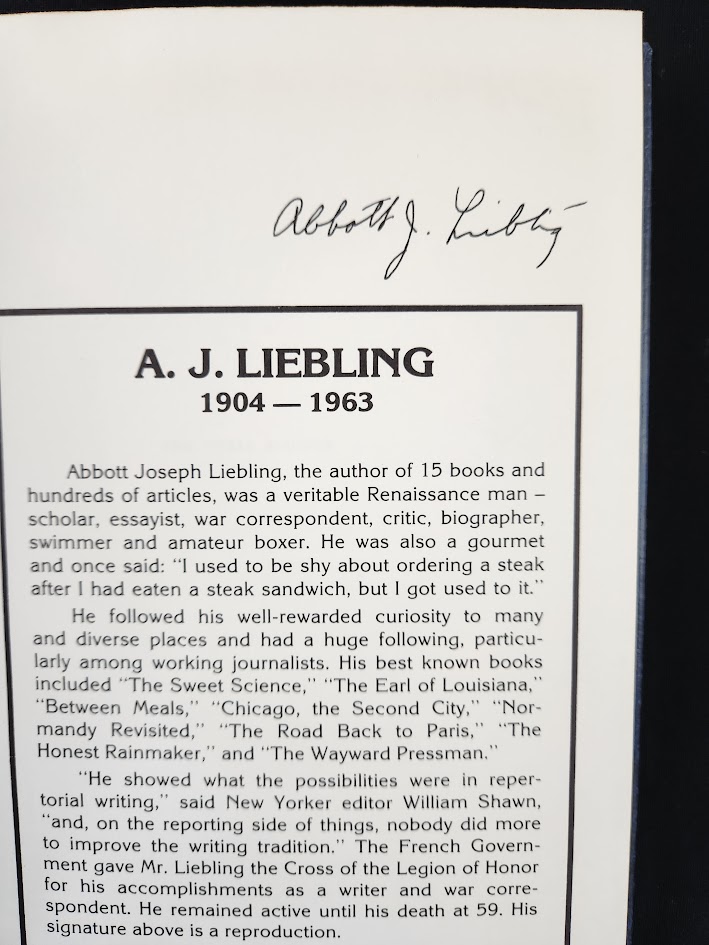 Abbott J. Liebling
A. J. LIEBLING
1904 — 1963
Abbott Joseph Liebling, the author of 15 books and
hundreds of articles, was a veritable Renaissance man –
scholar, essayist, war correspondent, critic, biographer,
swimmer and amateur boxer. He was also a gourmet
and once said: “I used to be shy about ordering a steak
after I had eaten a steak sandwich, but I got used to it.”
He followed his well-rewarded curiosity to many
and diverse places and had a huge following, particu-
larly among working journalists. His best known books
included “The Sweet Science,” “The Earl of Louisiana,”
“Between Meals,” “Chicago, the Second City,” “Nor-
mandy Revisited,” “The Road Back to Paris,” “The
Honest Rainmaker,” and “The Wayward Pressman.”
“He showed what the possibilities were in reper-
torial writing,” said New Yorker editor William Shawn,
“and, on the reporting side of things, nobody did more
to improve the writing tradition.” The French Govern-
ment gave Mr. Liebling the Cross of the Legion of Honor
for his accomplishments as a writer and war corre-
spondent. He remained active until his death at 59. His
signature above is a reproduction.